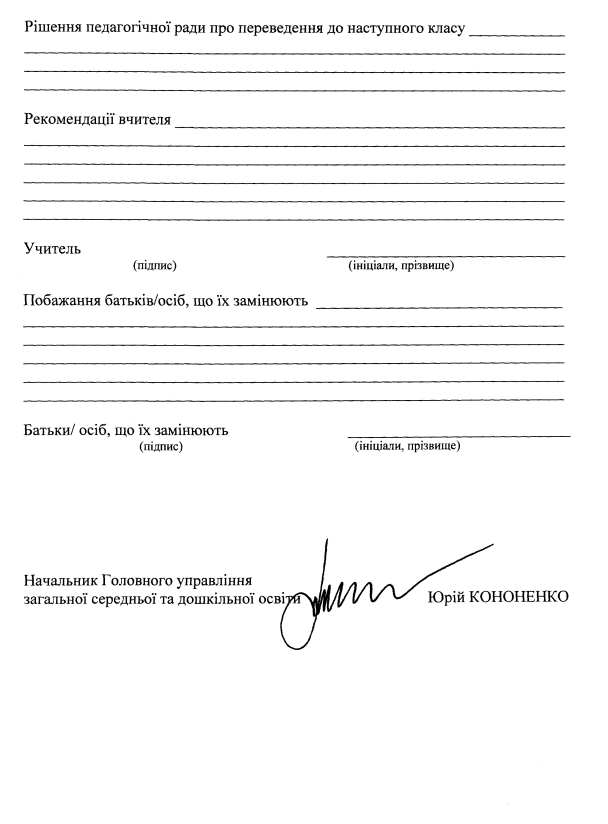 Рішення педагогічної ради про переведення до наступного класу
Рекомендації вчителя
Учитель
(підпис) (ініціали, прізвище)
Побажання батьків/осіб, що їх замінюють
Батьки/ осіб, що їх замінюють
(підпис) (ініціали, прізвище)
Начальник Головного управління
загальної середньої та дошкільної освіти Юрій КОНОНЕНКО